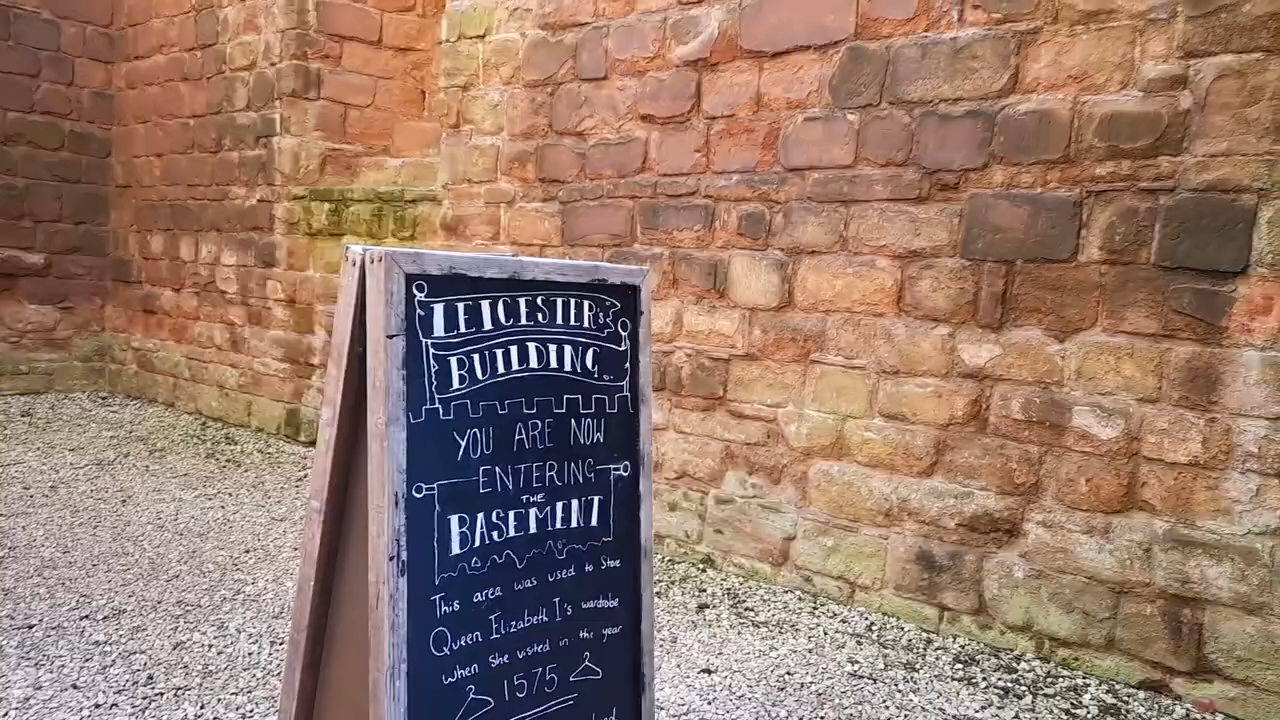 LEICESTER's
BUILDING
YOU ARE NOW
ENTERING
THE
BASEMENT
This area was used to Store
Queen Elizabeth I's wardrobe
when She visited in the year
1575